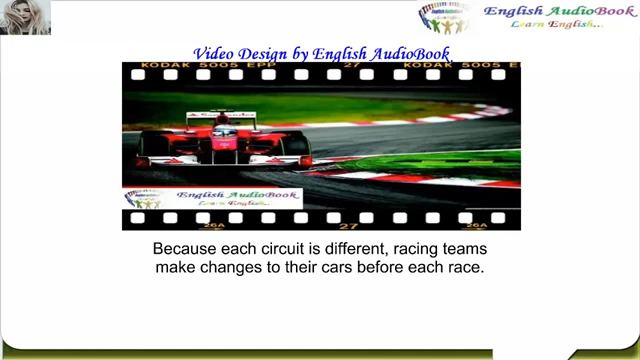 English AudioBook
Learn English...
Video Design by English AudioBook
KODAK 5005 EPP 27 KODAK 5005 E
Santander
English AudioBook
Learn English...
26A 27 26A
Because each circuit is different, racing teams
make changes to their cars before each race.